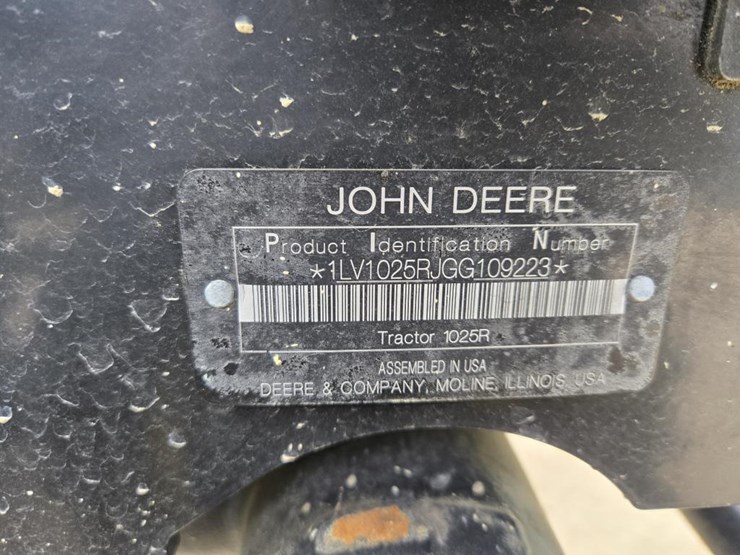 JOHN DEERE
Product Identification Number
*1LV1025RJGG109223*
Tractor 1025R
ASSEMBLED IN USA
DEERE & COMPANY, MOLINE, ILLINOIS USA